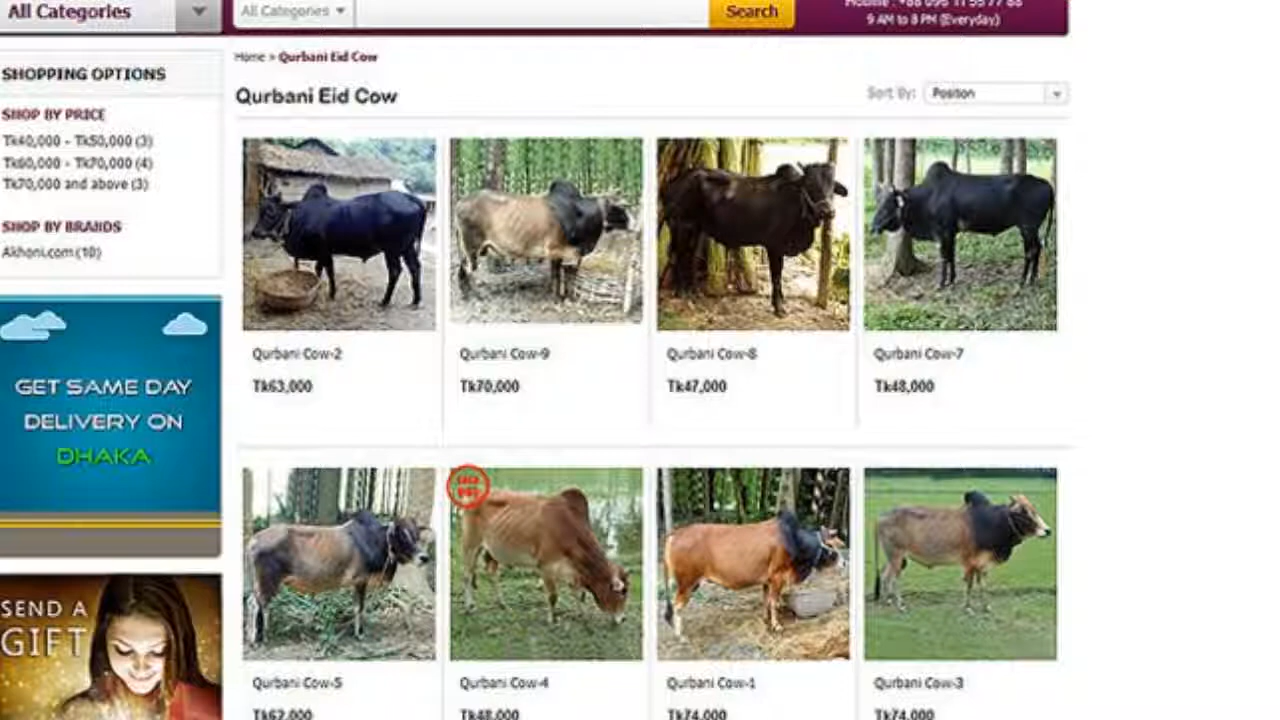 All Categories
All Categories
Search
9 AM to 8 PM (Everyday)
SHOPPING OPTIONS
SHOP BY PRICE
Tk40,000 - Tk50,000 (3)
Tk60,000 - Tk70,000 (4)
Tk70,000 and above (3)
SHOP BY BRANDS
Akhoni.com (10)
GET SAME DAY
DELIVERY ON
DHAKA
SEND A
GIFT
Home » Qurbani Eid Cow
Qurbani Eid Cow
Sort By: Position
Qurbani Cow-2
Qurbani Cow-9
Qurbani Cow-8
Qurbani Cow-7
Tk63,000
Tk70,000
Tk47,000
Tk48,000
Qurbani Cow-5
Qurbani Cow-4
Qurbani Cow-1
Qurbani Cow-3
Tk62,000
Tk48,000
Tk74,000
Tk74,000